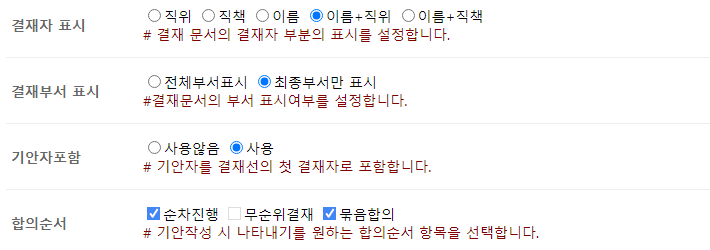 결재자 표시
직위 직책 이름 이름+직위 이름+직책
# 결재 문서의 결재자 부분의 표시를 설정합니다.
결재부서 표시
전체부서표시 최종부서만 표시
#결재문서의 부서 표시여부를 설정합니다.
기안자포함
사용않음 사용
# 기안자를 결재선의 첫 결재자로 포함합니다.
합의순서
순차진행 무순위결재 묶음합의
# 기안작성 시 나타내기를 원하는 합의순서 항목을 선택합니다.